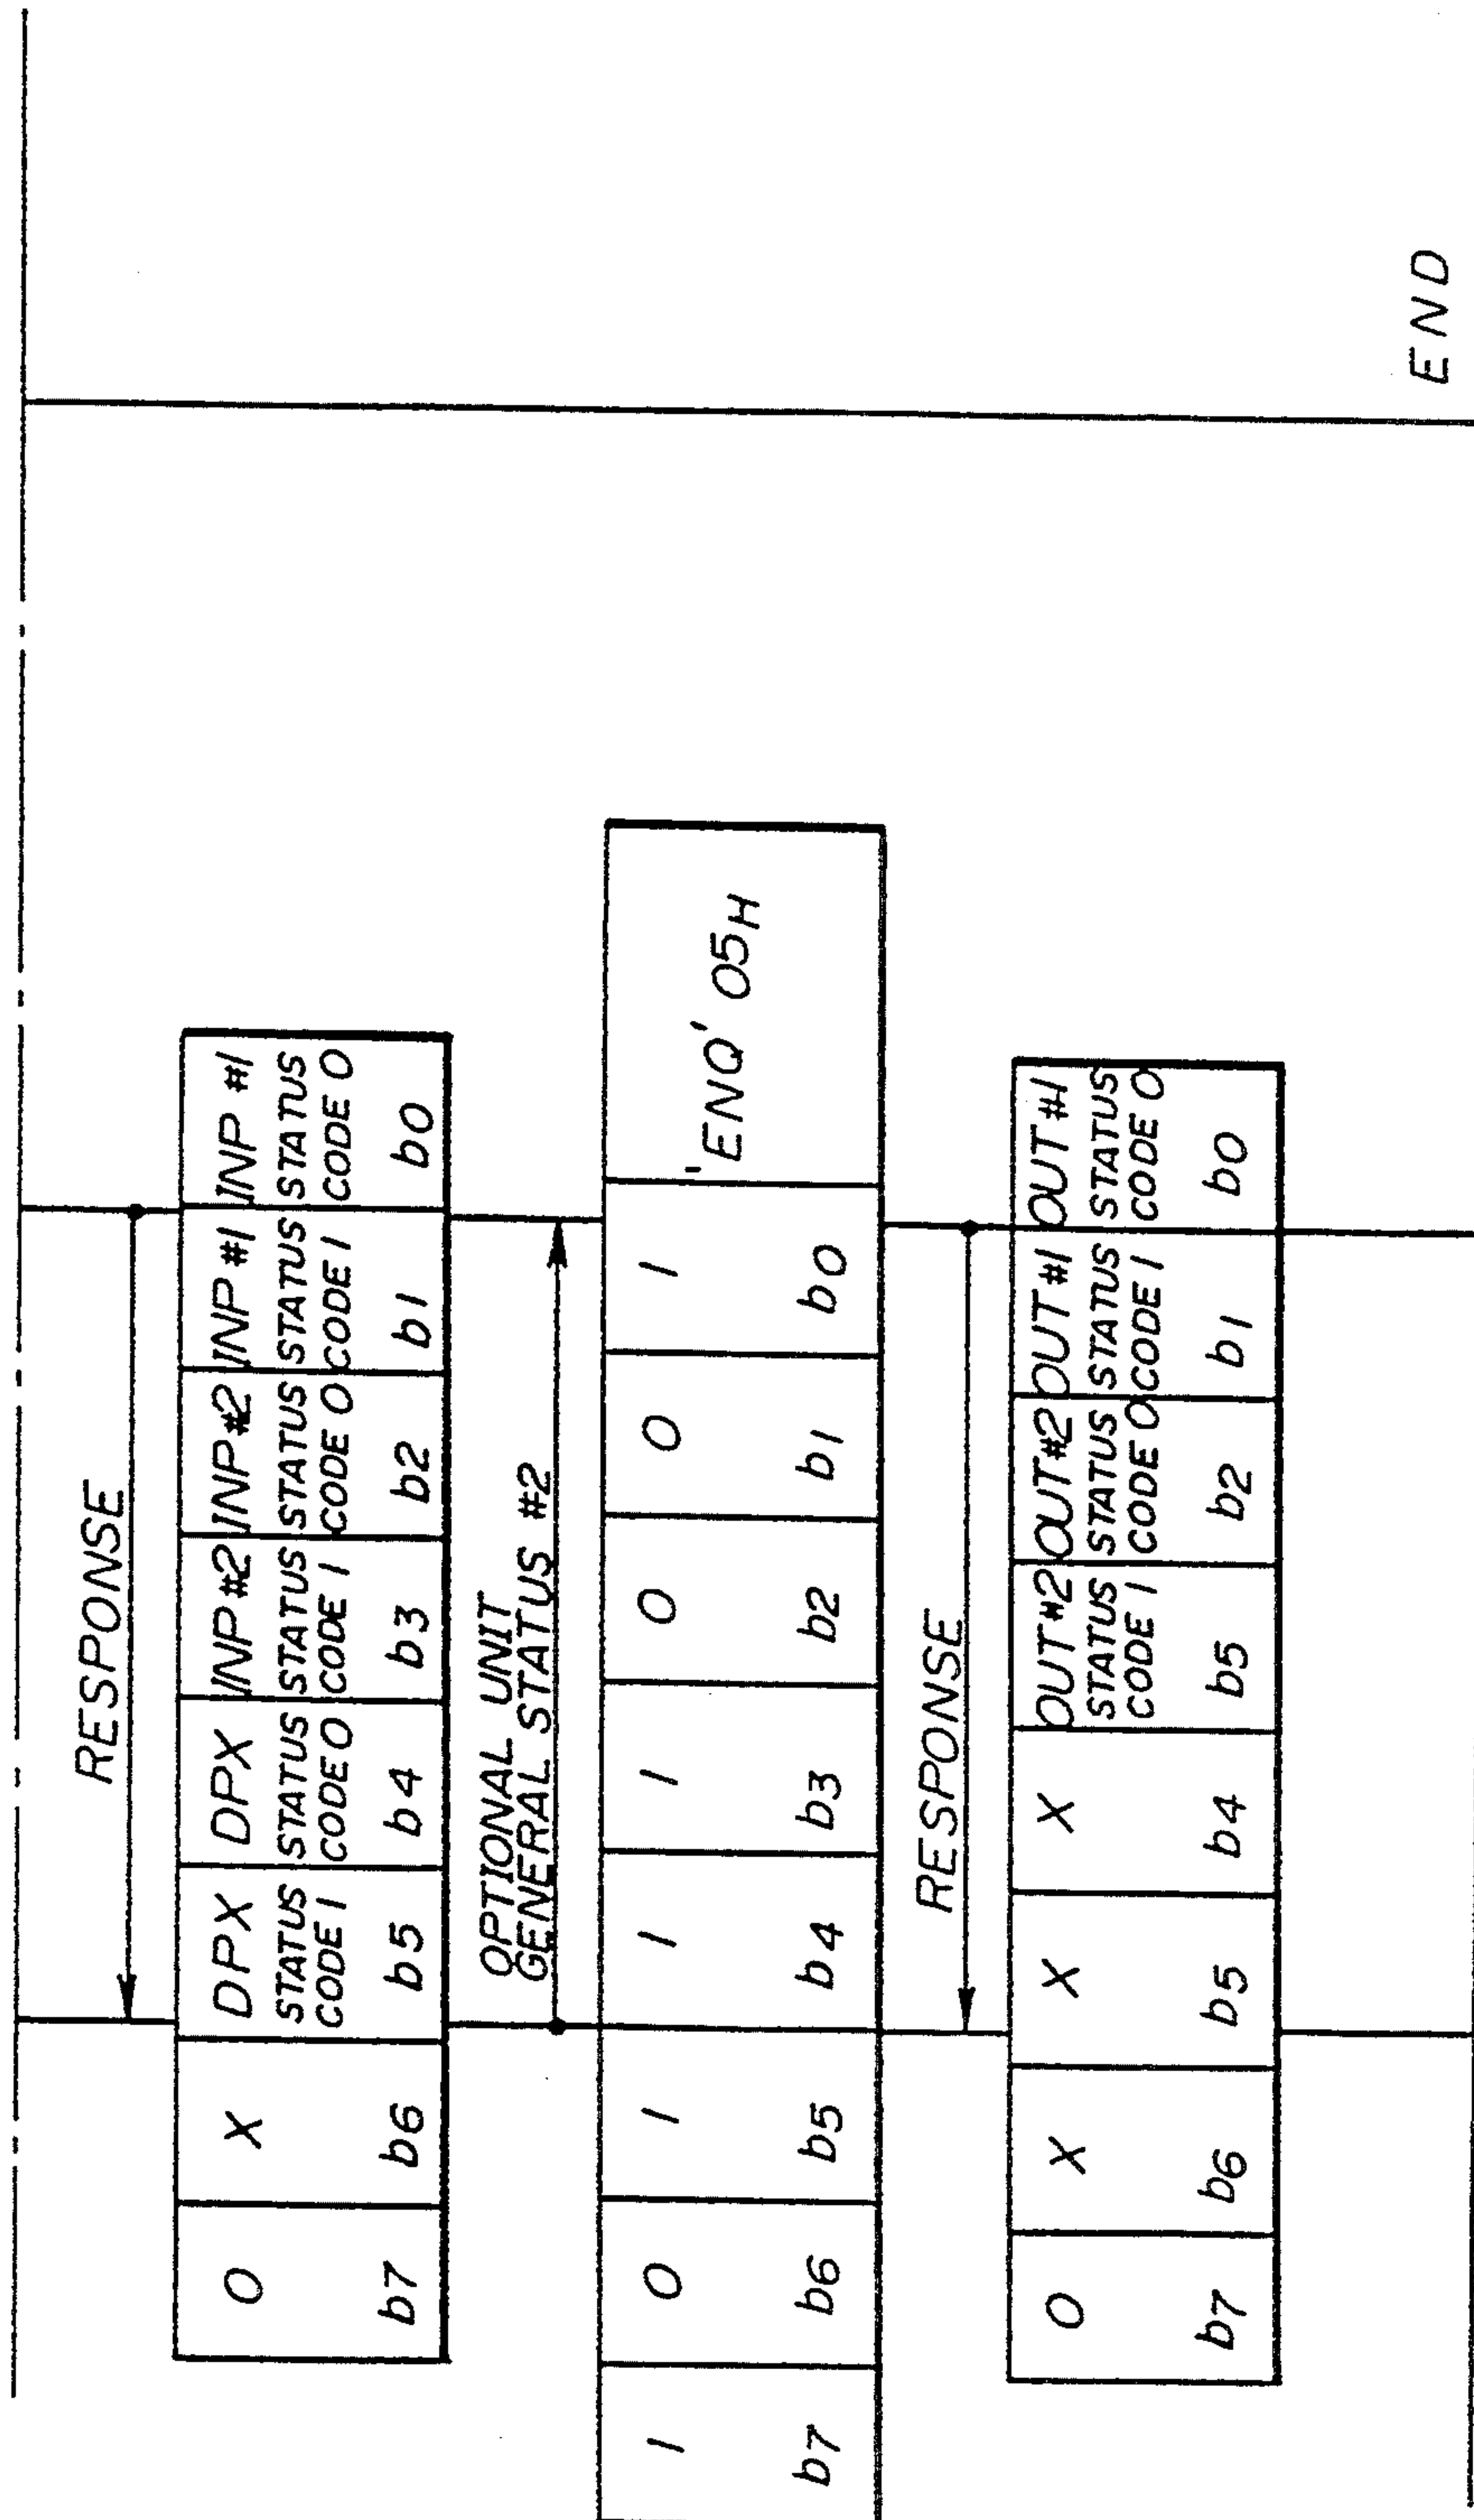 RESPONSE
0 X DPX DPX INP #2 INP #2 INP #1 INP #1
STATUS STATUS STATUS STATUS STATUS STATUS
CODE 1 CODE 0 CODE 1 CODE 0 CODE 1 CODE 0
b7 b6 b5 b4 b3 b2 b1 b0
OPTIONAL UNIT
GENERAL STATUS #2
1 0 1 1 1 0 0 1 'ENQ' 05H
b7 b6 b5 b4 b3 b2 b1 b0
RESPONSE
0 X X X OUT #2 OUT #2 OUT #1 OUT #1
STATUS STATUS STATUS STATUS
CODE 1 CODE 0 CODE 1 CODE 0
b7 b6 b5 b4 b5 b2 b1 b0
END